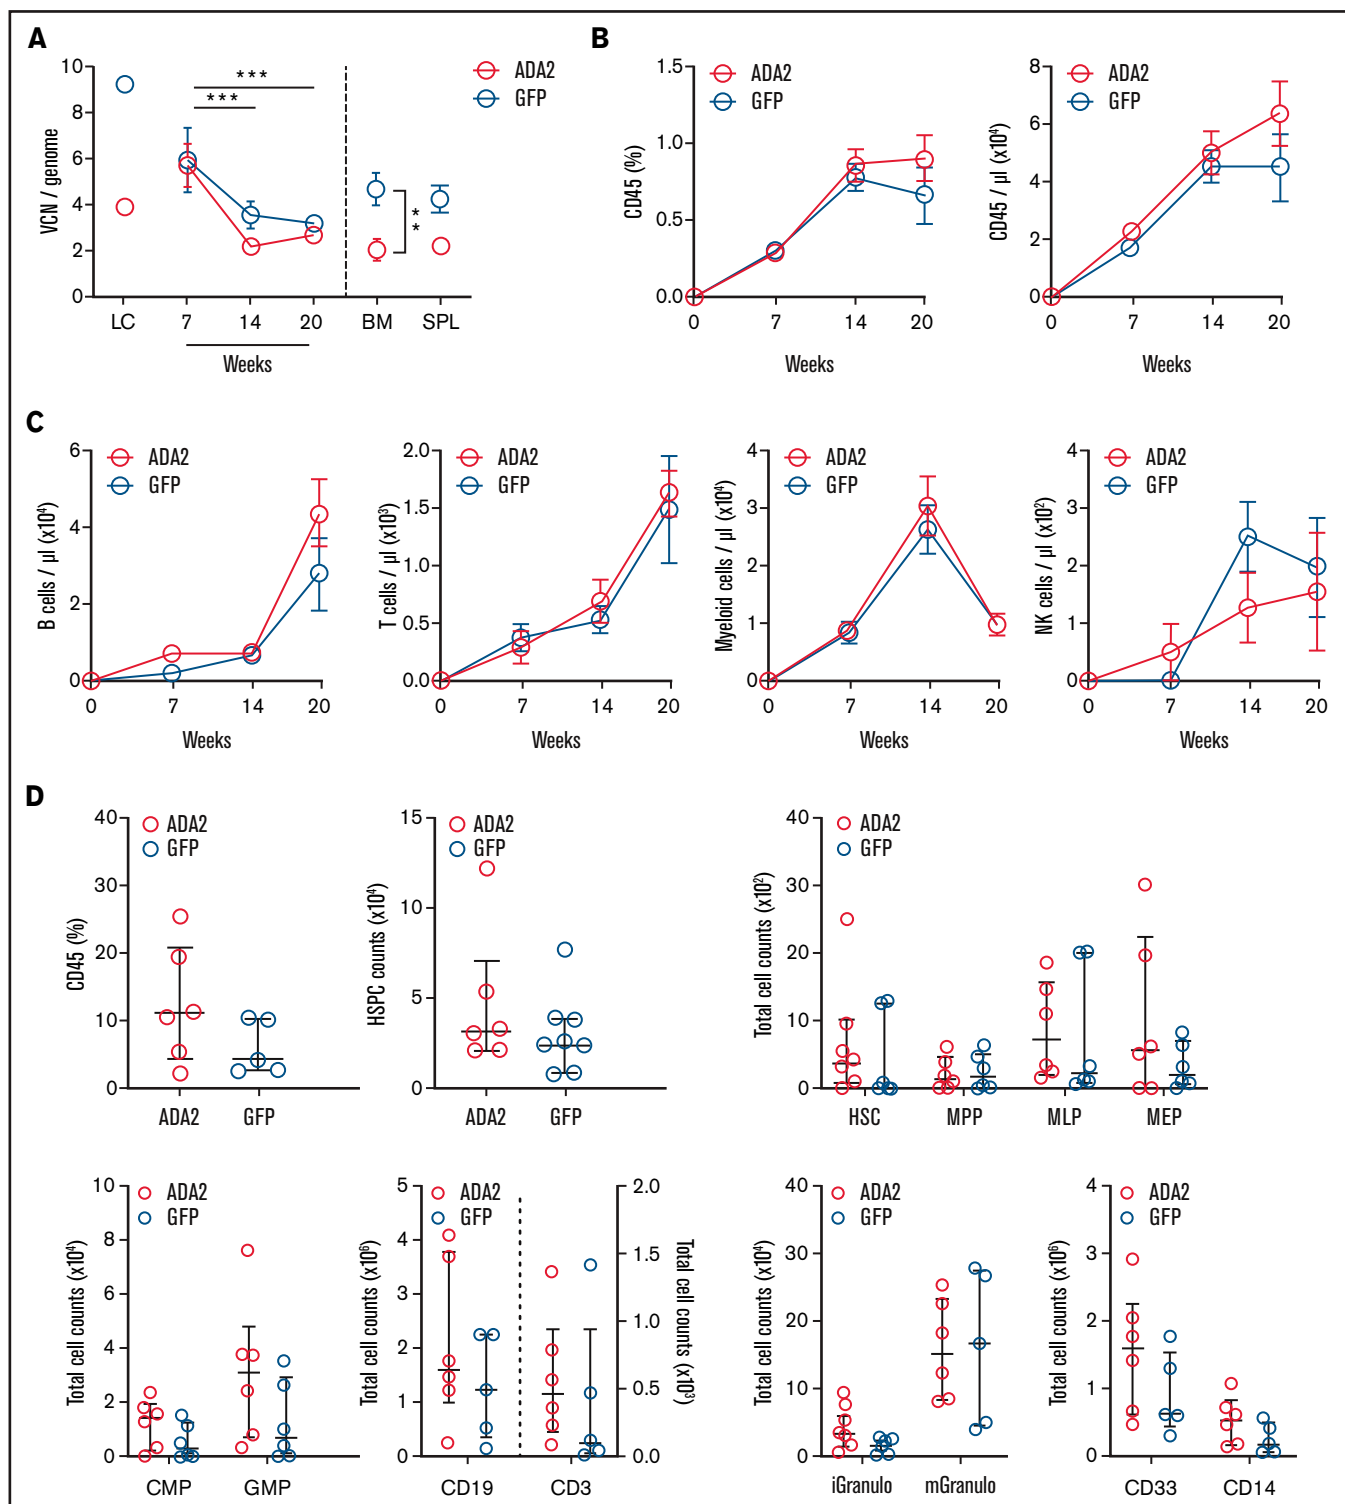 A
10
8
6
4
2
0
VCN / genome
***
***
**
ADA2
GFP
LC 7 14 20 BM SPL
Weeks
B
1.5
1.0
0.5
0.0
CD45 (%)
ADA2
GFP
0 7 14 20
Weeks
8
6
4
2
0
CD45 / µl (x10⁴)
ADA2
GFP
0 7 14 20
Weeks
C
6
4
2
0
B cells / µl (x10⁴)
ADA2
GFP
0 7 14 20
Weeks
2.0
1.5
1.0
0.5
0.0
T cells / µl (x10³)
ADA2
GFP
0 7 14 20
Weeks
4
3
2
1
0
Myeloid cells / µl (x10⁴)
ADA2
GFP
0 7 14 20
Weeks
4
3
2
1
0
NK cells / µl (x10²)
ADA2
GFP
0 7 14 20
Weeks
D
40
30
20
10
0
CD45 (%)
ADA2
GFP
ADA2 GFP
15
10
5
0
HSPC counts (x10⁴)
ADA2
GFP
ADA2 GFP
40
30
20
10
0
Total cell counts (x10²)
ADA2
GFP
HSC MPP MLP MEP
10
8
6
4
2
0
Total cell counts (x10⁴)
ADA2
GFP
CMP GMP
5
4
3
2
1
0
Total cell counts (x10⁶)
ADA2
GFP
2.0
1.5
1.0
0.5
0.0
Total cell counts (x10³)
CD19 CD3
40
30
20
10
0
Total cell counts (x10⁴)
ADA2
GFP
iGranulo mGranulo
4
3
2
1
0
Total cell counts (x10⁶)
ADA2
GFP
CD33 CD14